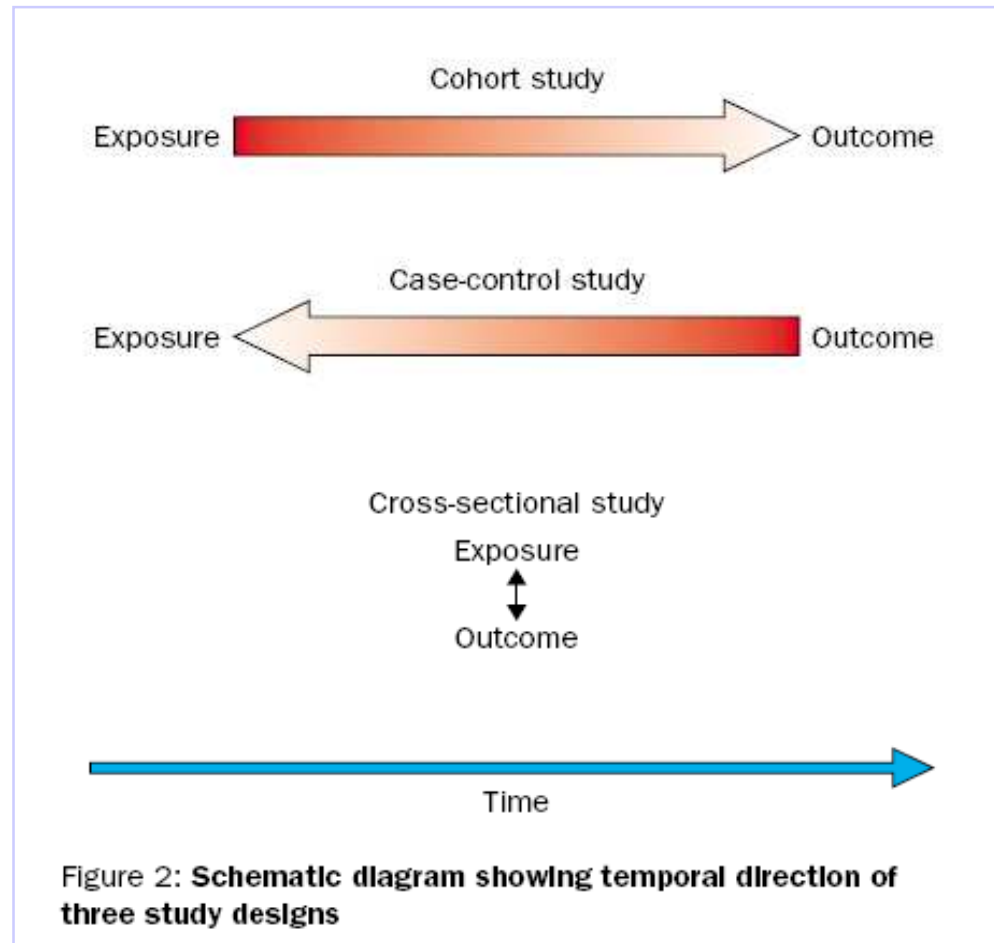 Cohort study
Exposure
Outcome
Case-control study
Exposure
Outcome
Cross-sectional study
Exposure
Outcome
Time
Figure 2: Schematic diagram showing temporal direction of
three study designs